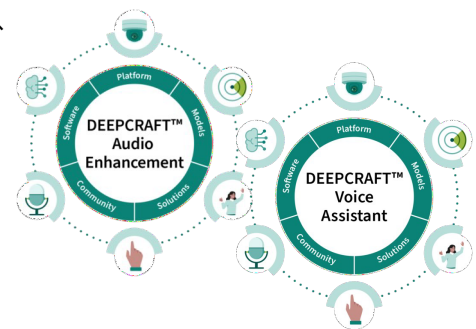 Platform
Software
Models
DEEPCRAFT™
Audio
Enhancement
Community
Solutions
Platform
Software
Models
DEEPCRAFT™
Voice
Assistant
Community
Solutions